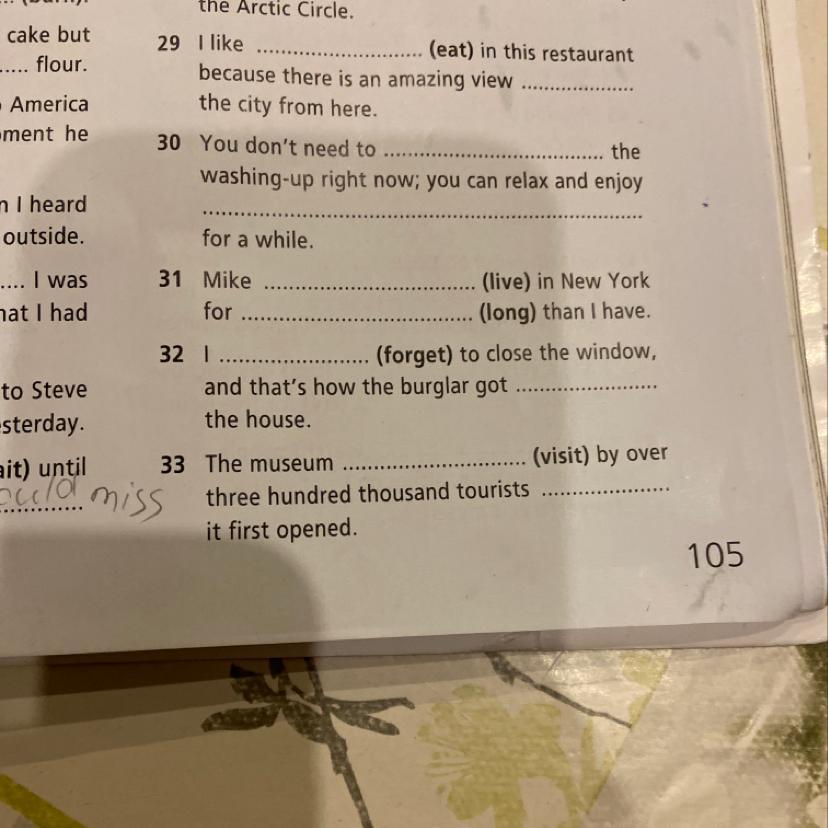 the Arctic Circle.
cake but
..... flour.
America
ment he
I heard
outside.
.... I was
hat I had
to Steve
sterday.
ait) until
ould miss
29 I like .............................. (eat) in this restaurant
because there is an amazing view ....................
the city from here.
30 You don't need to ....................................... the
washing-up right now; you can relax and enjoy
................................................................................
for a while.
31 Mike ...................................... (live) in New York
for .......................................... (long) than I have.
32 I ........................... (forget) to close the window,
and that's how the burglar got .........................
the house.
33 The museum ................................. (visit) by over
three hundred thousand tourists .......................
it first opened.
105